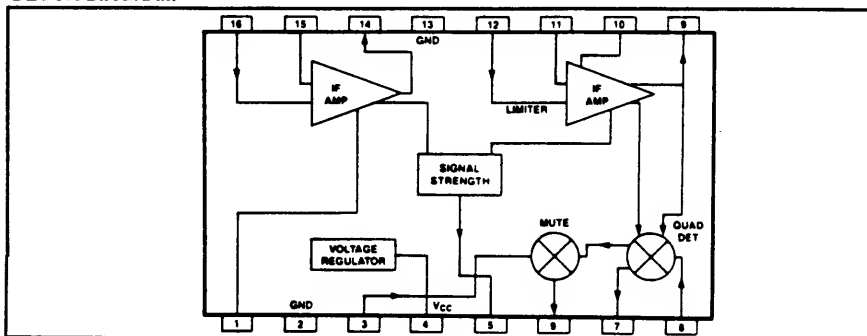 16 15 14 13 12 11 10 9
GND
IF
AMP
IF
AMP
LIMITER
SIGNAL
STRENGTH
MUTE
QUAD
DET
VOLTAGE
REGULATOR
GND
VCC
1 2 3 4 5 9 7 8